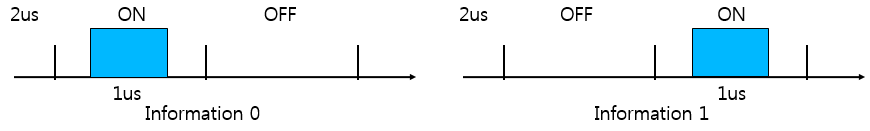 2us ON OFF
1us
Information 0
2us OFF ON
1us
Information 1